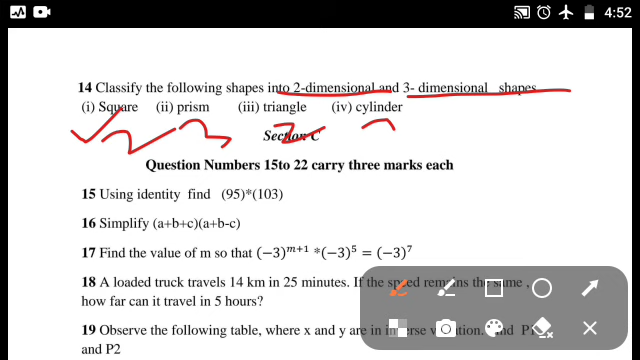 4:52
14 Classify the following shapes into 2-dimensional and 3- dimensional shapes
(i) Square (ii) prism (iii) triangle (iv) cylinder
Section C
Question Numbers 15to 22 carry three marks each
15 Using identity find (95)*(103)
16 Simplify (a+b+c)(a+b-c)
17 Find the value of m so that (−3)^{m+1} *(−3)^5 = (−3)^7
18 A loaded truck travels 14 km in 25 minutes. If the speed remains the same ,
how far can it travel in 5 hours?
19 Observe the following table, where x and y are in inverse variation. Find P1
and P2